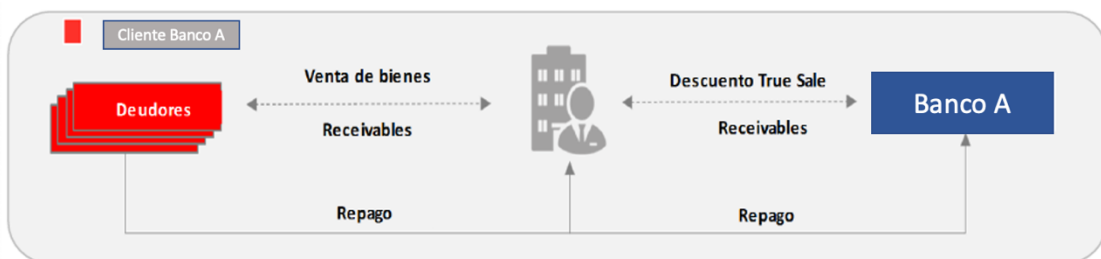 Cliente Banco A
Venta de bienes
Descuento True Sale
Deudores
Banco A
Receivables
Receivables
Repago
Repago